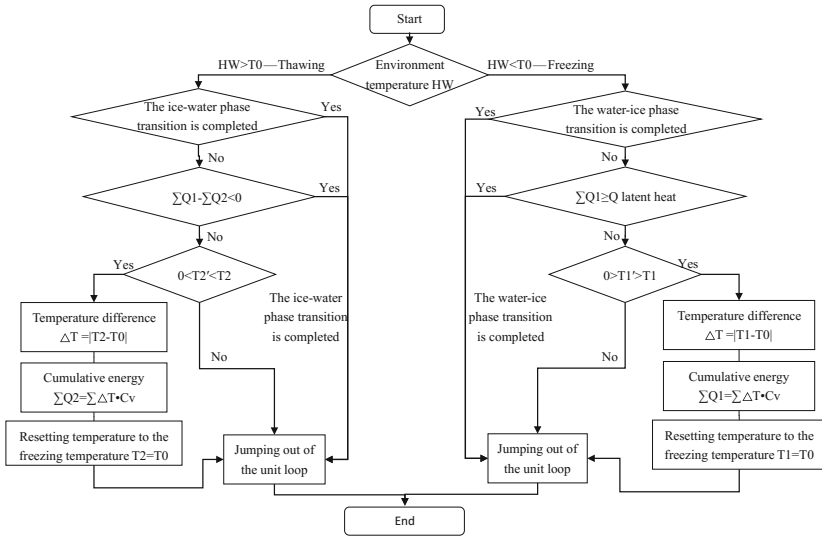 Start
HW>T0—Thawing
Environment
temperature HW
HW<T0—Freezing
The ice-water phase
transition is completed
Yes
Yes
The water-ice phase
transition is completed
No
No
∑Q1-∑Q2<0
Yes
Yes
∑Q1≥Q latent heat
No
No
Yes
0<T2′<T2
0>T1′>T1
Yes
The ice-water
phase transition
is completed
The water-ice
phase transition
is completed
Temperature difference
△T =|T2-T0|
Temperature difference
△T =|T1-T0|
No
No
Cumulative energy
∑Q2=∑△T•Cv
Cumulative energy
∑Q1=∑△T•Cv
Resetting temperature to the
freezing temperature T2=T0
Jumping out of
the unit loop
Jumping out of
the unit loop
Resetting temperature to the
freezing temperature T1=T0
End